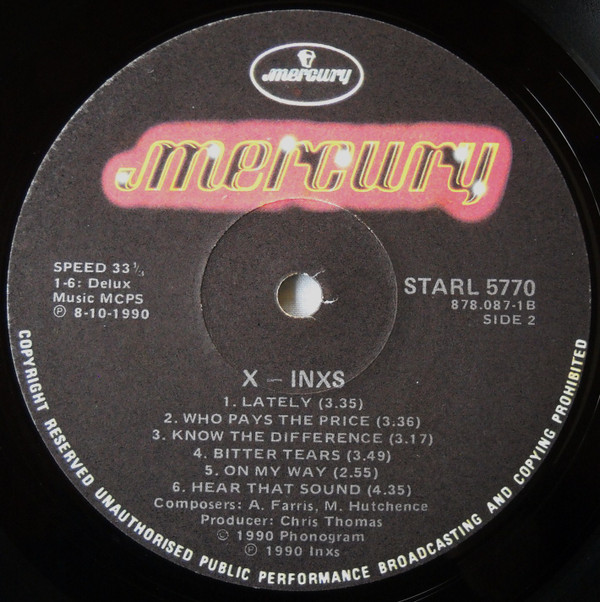 mercury
mercury
SPEED 33 ⅓
1-6: Delux
Music MCPS
℗ 8-10-1990
STARL 5770
878.087-1B
SIDE 2
X – INXS
1. LATELY (3.35)
2. WHO PAYS THE PRICE (3.36)
3. KNOW THE DIFFERENCE (3.17)
4. BITTER TEARS (3.49)
5. ON MY WAY (2.55)
6. HEAR THAT SOUND (4.35)
Composers: A. Farris, M. Hutchence
Producer: Chris Thomas
© 1990 Phonogram
℗ 1990 Inxs
COPYRIGHT RESERVED UNAUTHORISED PUBLIC PERFORMANCE BROADCASTING AND COPYING PROHIBITED